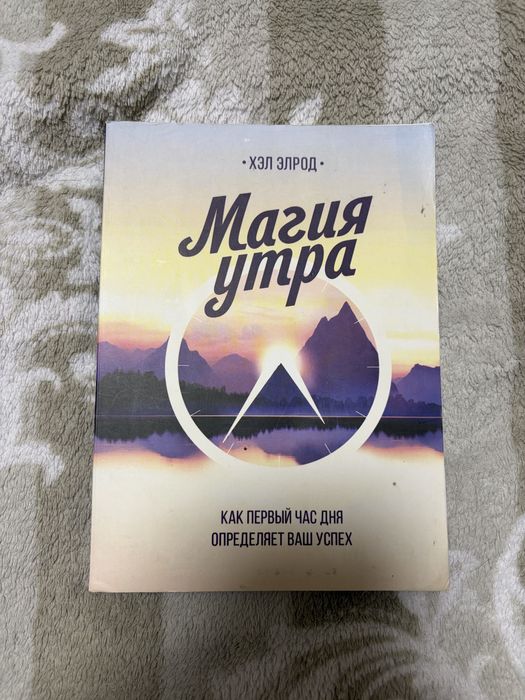 • ХЭЛ ЭЛРОД •
Магия
утра
КАК ПЕРВЫЙ ЧАС ДНЯ
ОПРЕДЕЛЯЕТ ВАШ УСПЕХ